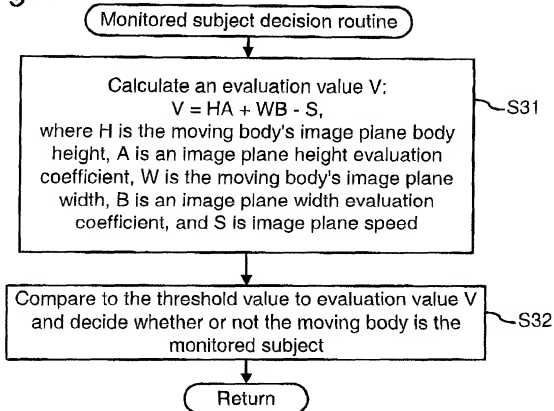 Monitored subject decision routine
Calculate an evaluation value V:
V = HA + WB - S,
where H is the moving body's image plane body
height, A is an image plane height evaluation
coefficient, W is the moving body's image plane
width, B is an image plane width evaluation
coefficient, and S is image plane speed
S31
Compare to the threshold value to evaluation value V
and decide whether or not the moving body is the
monitored subject
S32
Return